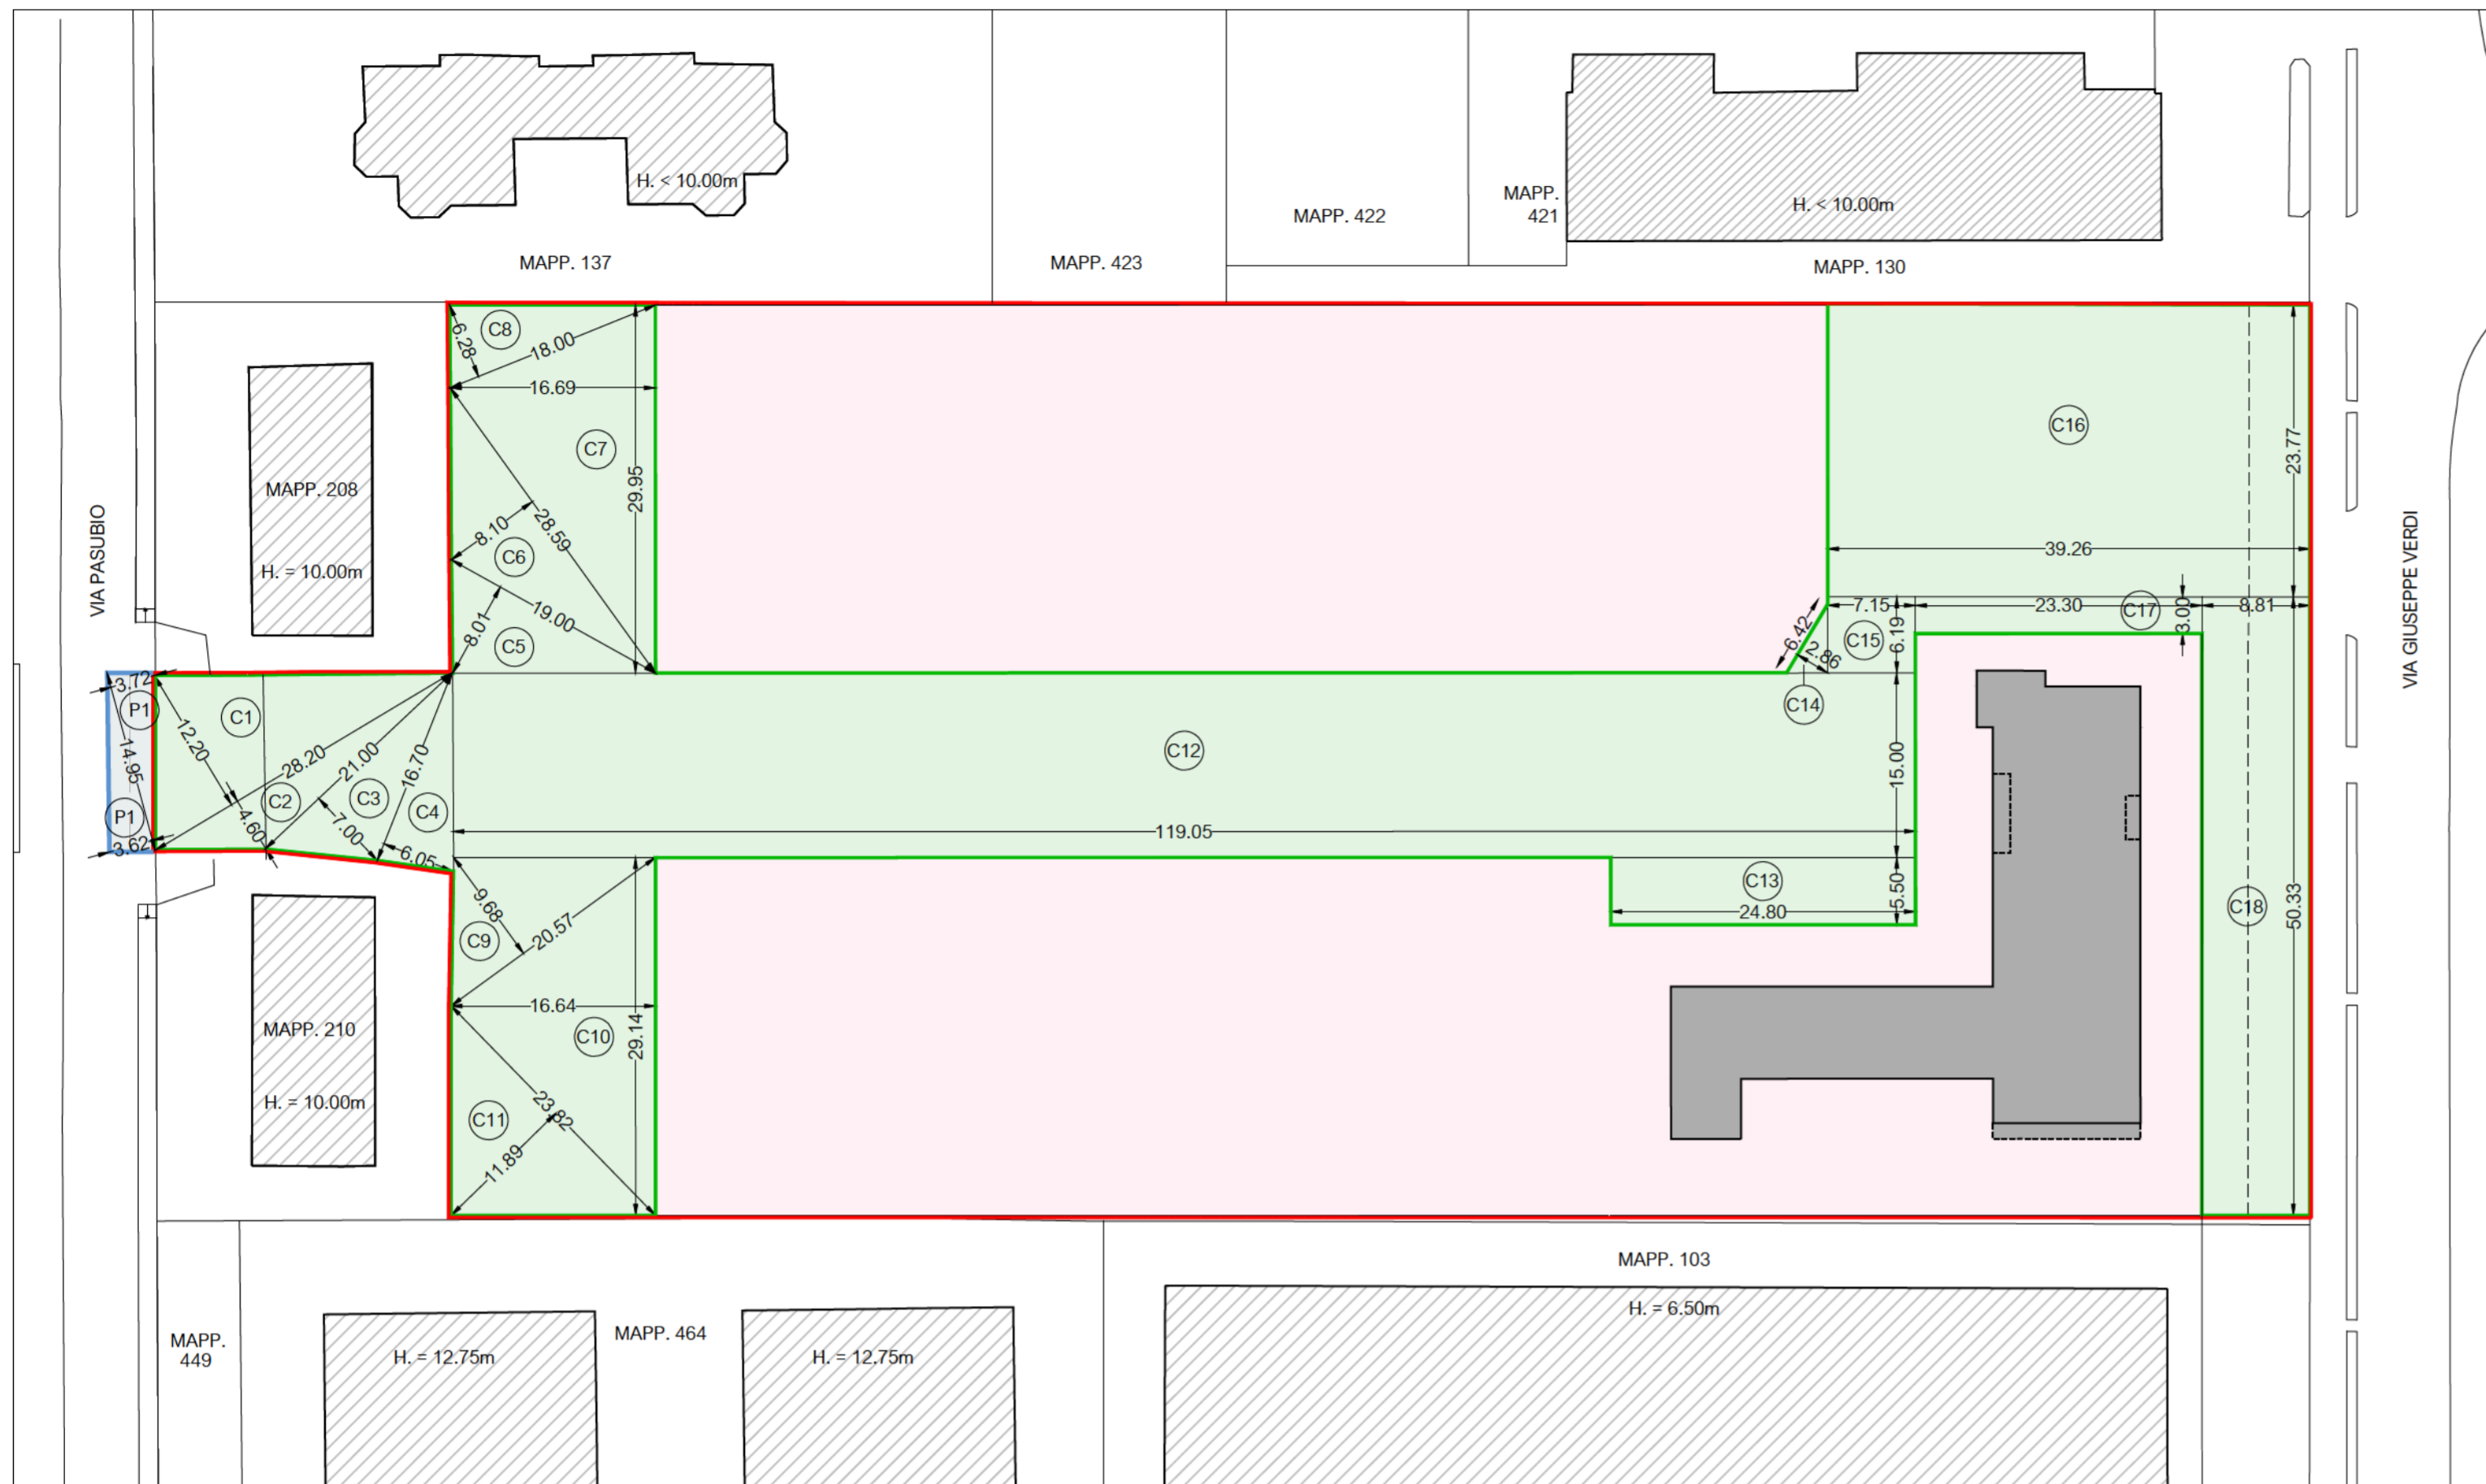 H. < 10.00m
MAPP. 137
MAPP. 423
MAPP. 422
MAPP.
421
H. < 10.00m
MAPP. 130
VIA PASUBIO
MAPP. 208
H. = 10.00m
C8
6.28
18.00
16.69
C7
29.95
8.10
28.59
C6
19.00
8.01
C5
C16
23.77
39.26
7.15
23.30
C17
3.00
8.81
6.42
C15
6.19
2.86
C14
VIA GIUSEPPE VERDI
3.72
P1
14.95
P1
3.62
C1
12.20
28.20
21.00
16.70
C2
C3
C4
4.60
7.00
6.05
C12
15.00
119.05
C13
5.50
24.80
C18
50.33
9.68
20.57
C9
16.64
C10
29.14
C11
23.82
11.89
MAPP. 210
H. = 10.00m
MAPP. 103
H. = 6.50m
MAPP.
449
H. = 12.75m
MAPP. 464
H. = 12.75m